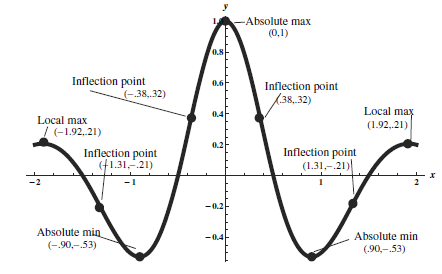 y
1.0
Absolute max
(0,1)
0.8
Inflection point
(–.38,.32)
0.6
Inflection point
(.38,.32)
Local max
(–1.92,.21)
0.4
Local max
(1.92,.21)
Inflection point
(–1.31,–.21)
0.2
Inflection point
(1.31,–.21)
–2
–1
1
2
x
–0.2
Absolute min
(–.90,–.53)
–0.4
Absolute min
(.90,–.53)